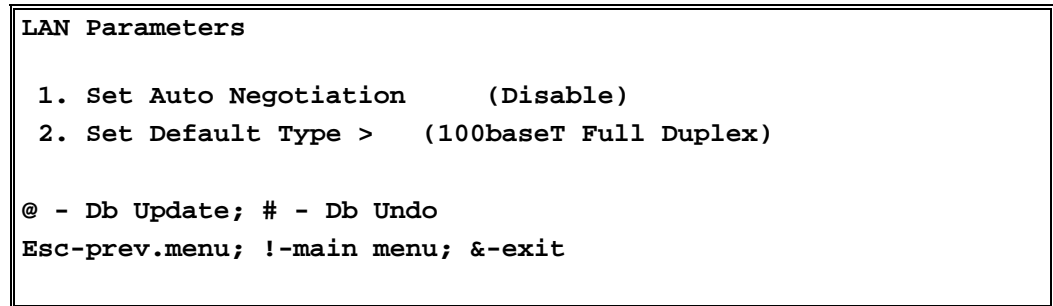 LAN Parameters
1. Set Auto Negotiation (Disable)
2. Set Default Type > (100baseT Full Duplex)
@ - Db Update; # - Db Undo
Esc-prev.menu; !-main menu; &-exit